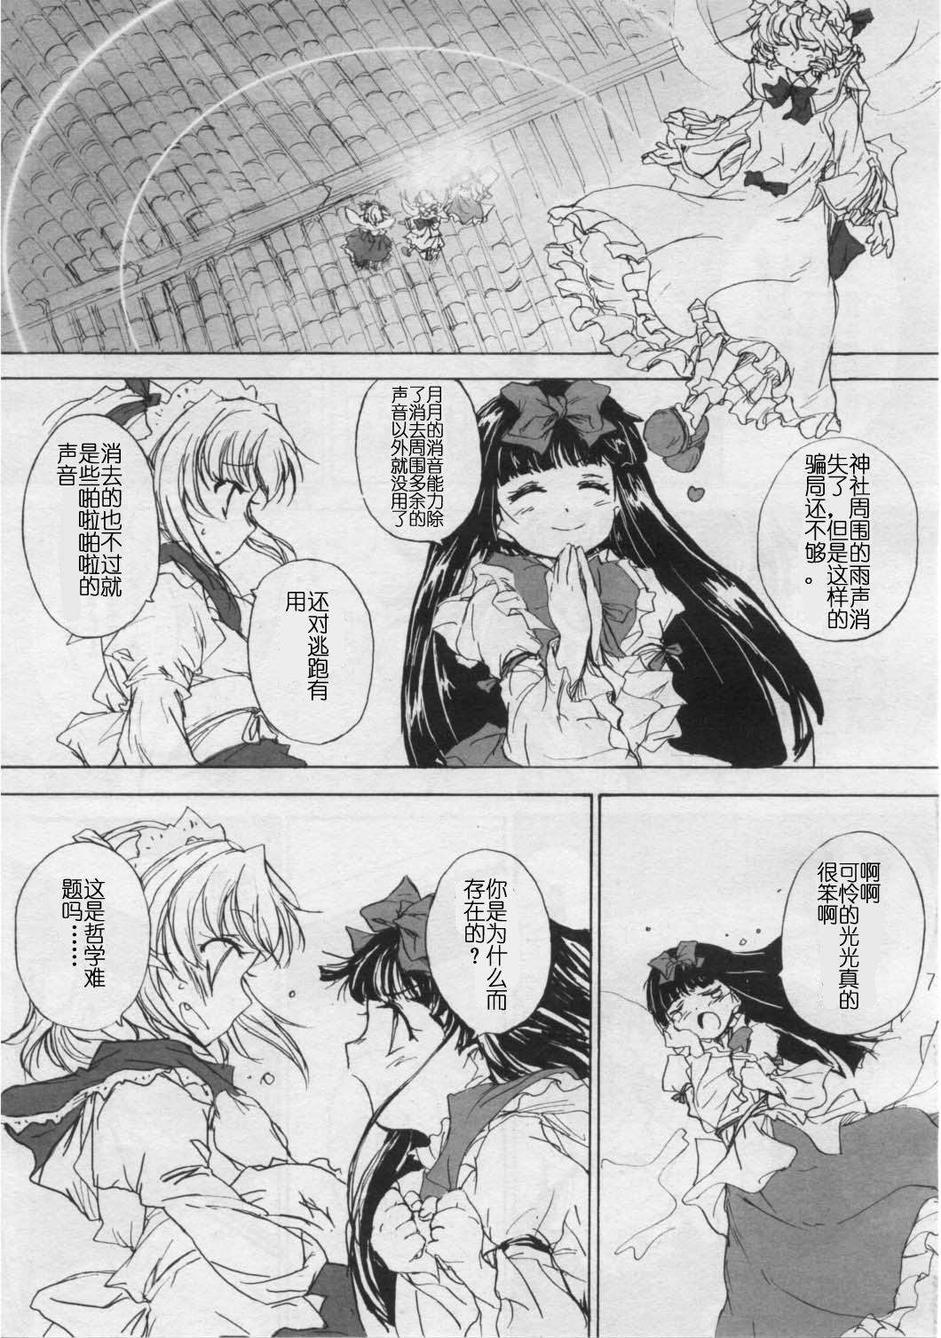 神社周围的雨声消
失了，但是这样的
骗局还不够。
月月的消音能力除
了消去周围多余的
声音以外就没用了
还对逃跑有
用
消去的也不过就
是些啪啦啪啦的
声音
啊啊
可怜的光光真的
很笨啊
你是为什么而
存在的？
这是哲学难
题吗……
7